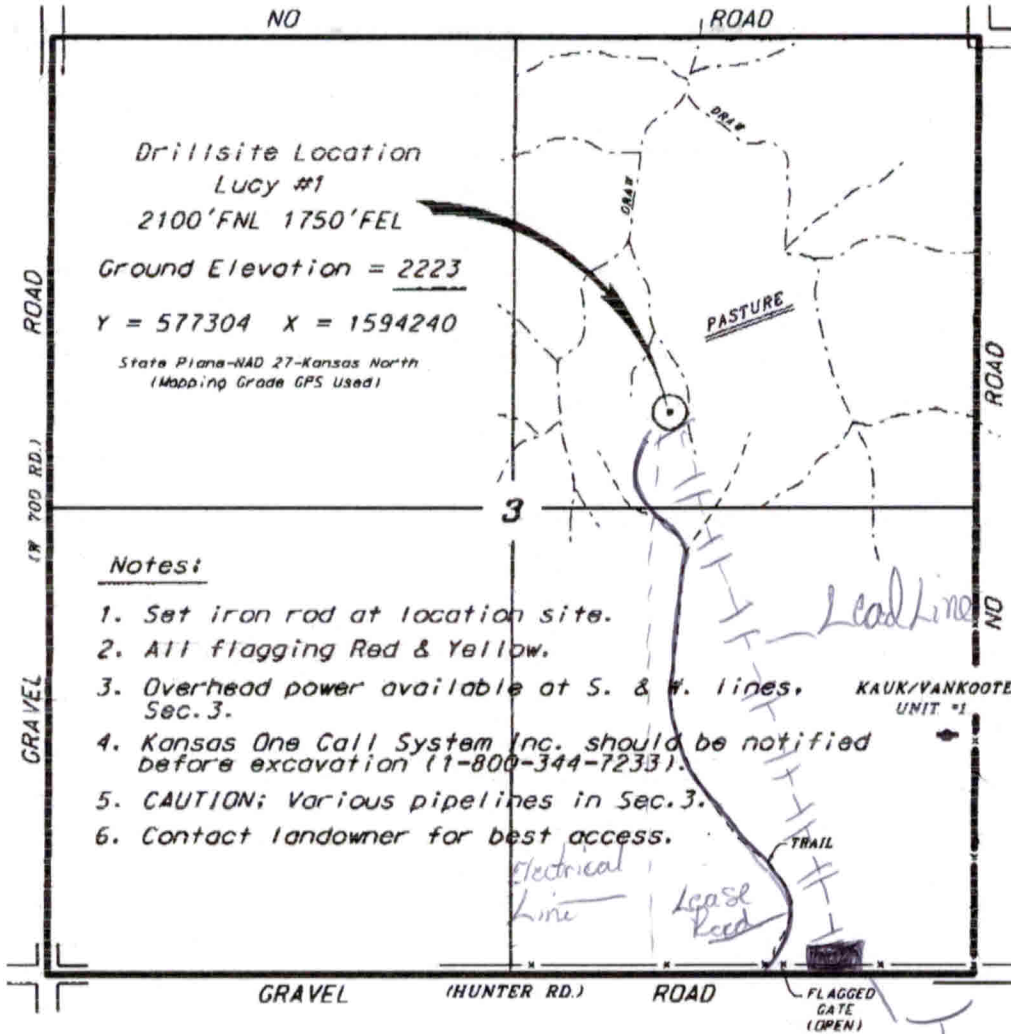 NO ROAD
Drillsite Location
Lucy #1
2100'FNL 1750'FEL
Ground Elevation = 2223
Y = 577304 X = 1594240
State Plane-NAD 27-Kansas North
(Mapping Grade GPS Used)
DRAW
DRAW
PASTURE
ROAD
(W 700 RD.)
GRAVEL
ROAD
NO
3
Notes:
1. Set iron rod at location site.
2. All flagging Red & Yellow.
3. Overhead power available at S. & W. lines,
Sec. 3.
4. Kansas One Call System Inc. should be notified
before excavation (1-800-344-7233).
5. CAUTION: Various pipelines in Sec. 3.
6. Contact landowner for best access.
Lead Line
KAUK/VANKOOTE
UNIT #1
TRAIL
Electrical
Line
Lease
Road
GRAVEL (HUNTER RD.) ROAD
FLAGGED
GATE
(OPEN)